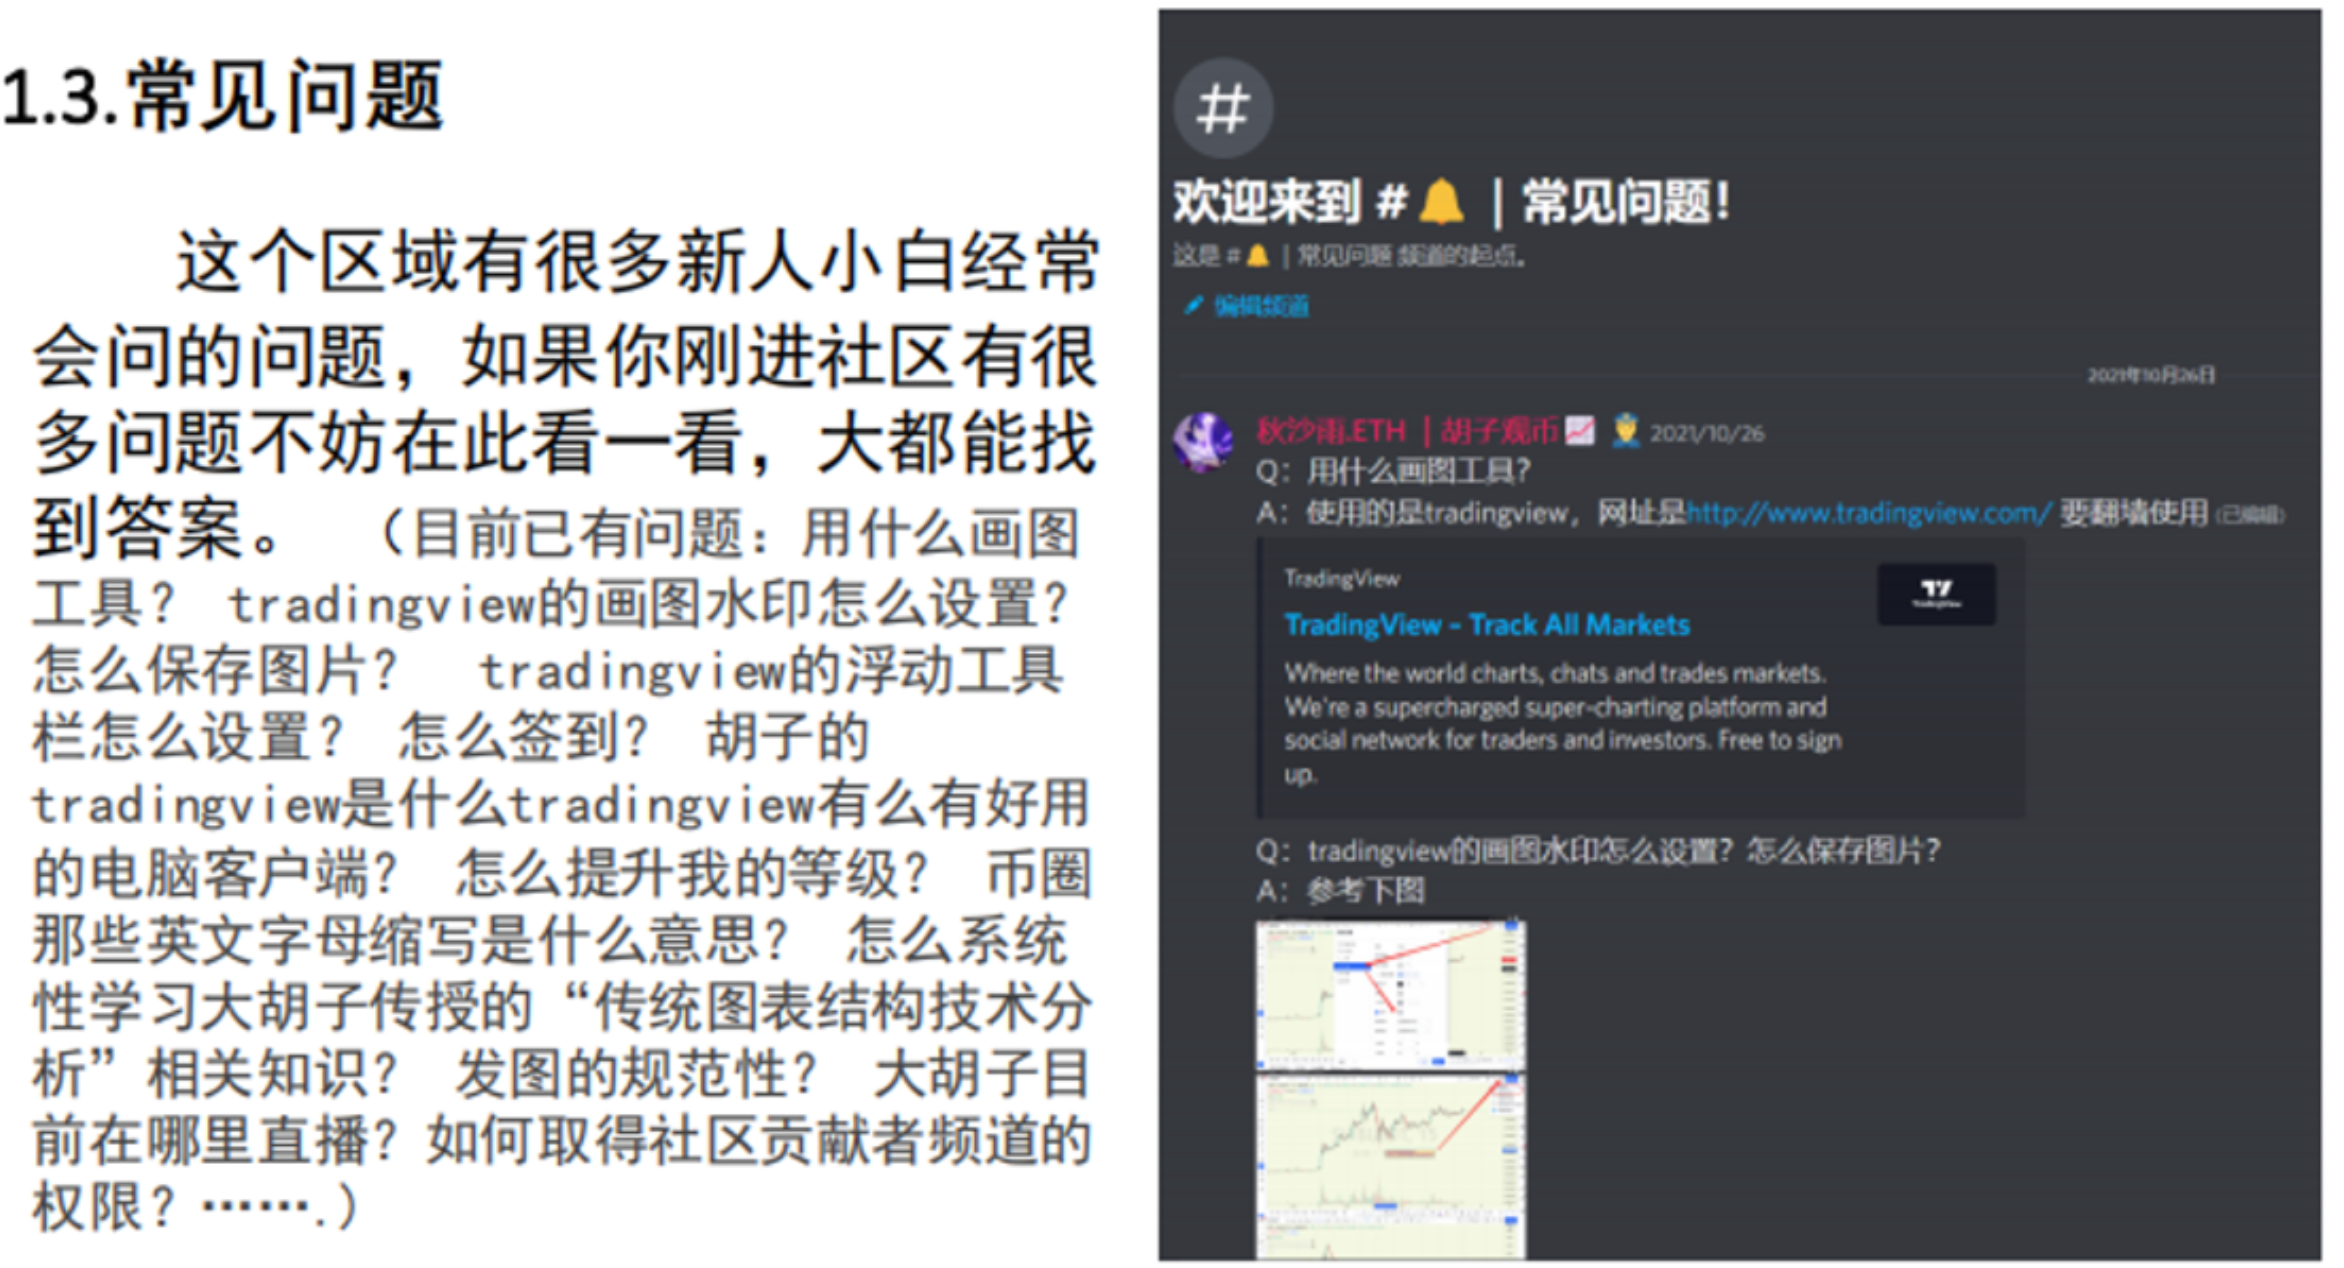 1.3.常见问题
这个区域有很多新人小白经常
会问的问题，如果你刚进社区有很
多问题不妨在此看一看，大都能找
到答案。 （目前已有问题：用什么画图
工具？ tradingview的画图水印怎么设置？
怎么保存图片？ tradingview的浮动工具
栏怎么设置？ 怎么签到？ 胡子的
tradingview是什么tradingview有么有好用
的电脑客户端？ 怎么提升我的等级？ 币圈
那些英文字母缩写是什么意思？ 怎么系统
性学习大胡子传授的“传统图表结构技术分
析”相关知识？ 发图的规范性？ 大胡子目
前在哪里直播？如何取得社区贡献者频道的
权限？…….）
#
欢迎来到 #🔔｜常见问题！
这是 #🔔｜常见问题 频道的起点。
编辑频道
2021年10月26日
秋沙雨.ETH ｜胡子观币 2021/10/26
Q：用什么画图工具？
A：使用的是tradingview，网址是http://www.tradingview.com/ 要翻墙使用 (已编辑)
TradingView
TradingView – Track All Markets
Where the world charts, chats and trades markets.
We're a supercharged super-charting platform and
social network for traders and investors. Free to sign
up.
Q：tradingview的画图水印怎么设置？怎么保存图片？
A：参考下图